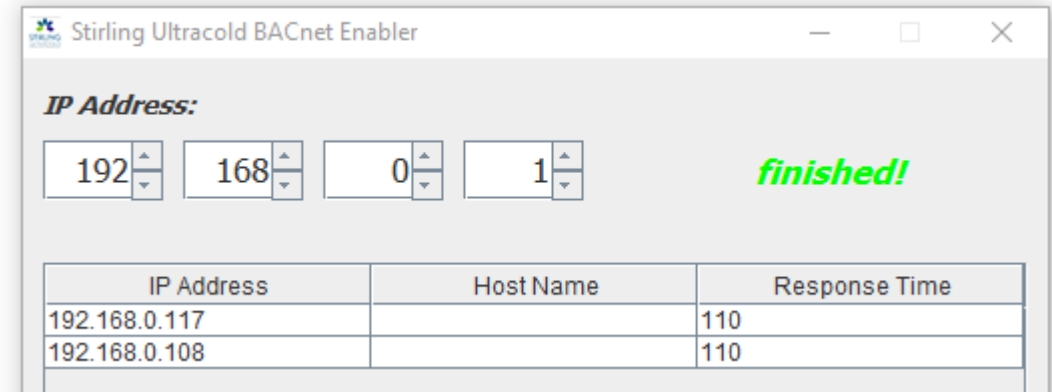 Stirling Ultracold BACnet Enabler
IP Address:
192 168 0 1 finished!
IP Address Host Name Response Time
192.168.0.117 110
192.168.0.108 110